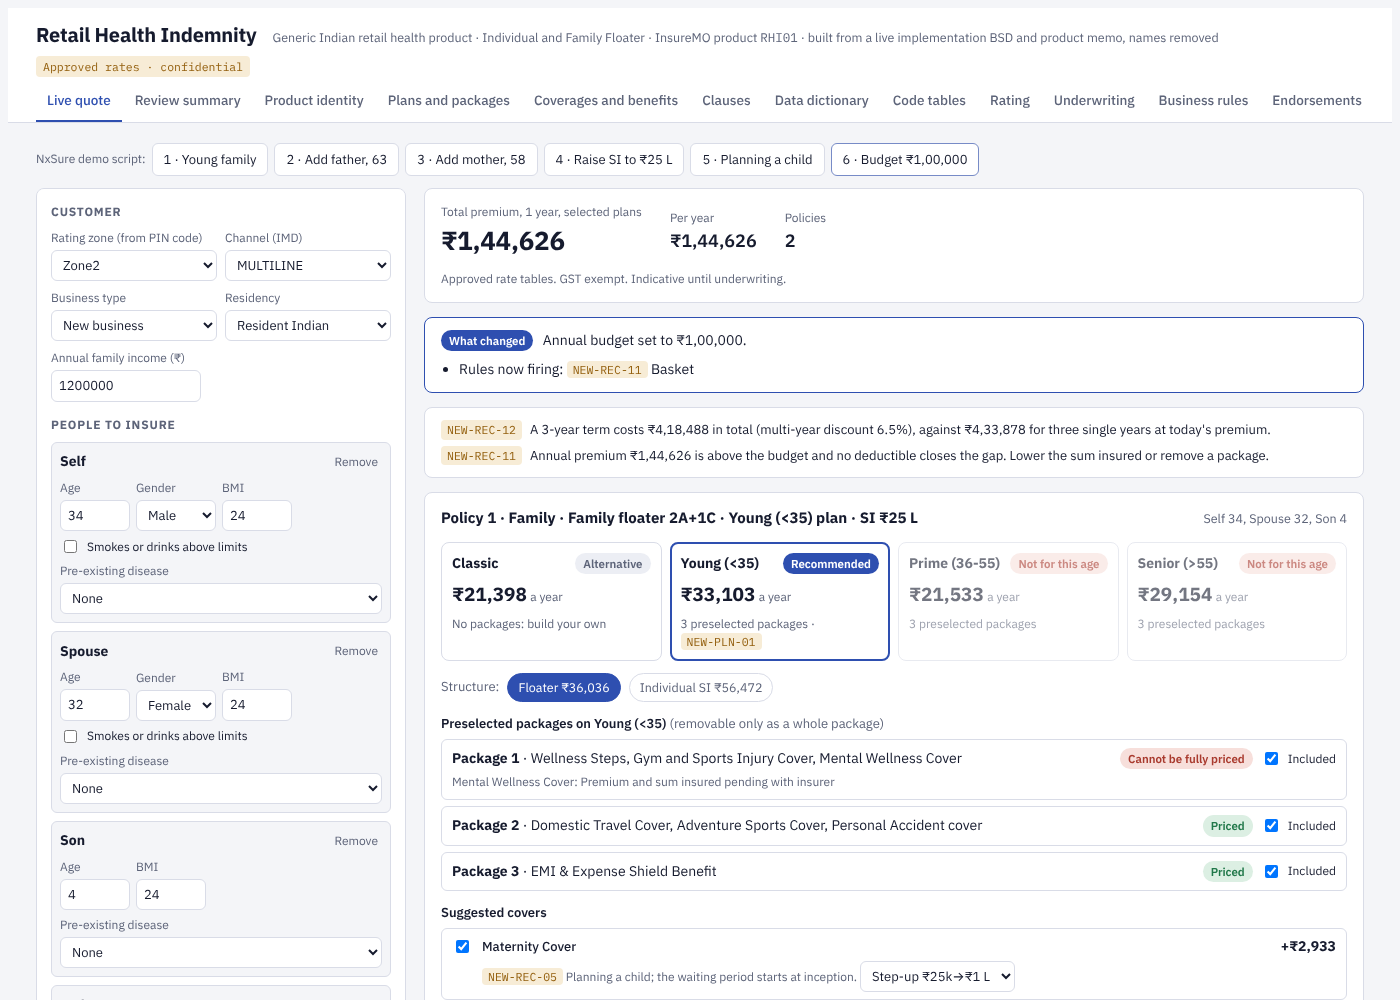 Retail Health Indemnity Generic Indian retail health product · Individual and Family Floater · InsureMO product RHI01 · built from a live implementation BSD and product memo, names removed
Approved rates · confidential
Live quote Review summary Product identity Plans and packages Coverages and benefits Clauses Data dictionary Code tables Rating Underwriting Business rules Endorsements
NxSure demo script: 1 · Young family 2 · Add father, 63 3 · Add mother, 58 4 · Raise SI to ₹25 L 5 · Planning a child 6 · Budget ₹1,00,000
CUSTOMER
Rating zone (from PIN code) Channel (IMD)
Zone2 MULTILINE
Business type Residency
New business Resident Indian
Annual family income (₹)
1200000
PEOPLE TO INSURE
Self Remove
Age Gender BMI
34 Male 24
Smokes or drinks above limits
Pre-existing disease
None
Spouse Remove
Age Gender BMI
32 Female 24
Smokes or drinks above limits
Pre-existing disease
None
Son Remove
Age BMI
4 24
Pre-existing disease
None
Total premium, 1 year, selected plans Per year Policies
₹1,44,626 ₹1,44,626 2
Approved rate tables. GST exempt. Indicative until underwriting.
What changed Annual budget set to ₹1,00,000.
• Rules now firing: NEW-REC-11 Basket
NEW-REC-12 A 3-year term costs ₹4,18,488 in total (multi-year discount 6.5%), against ₹4,33,878 for three single years at today's premium.
NEW-REC-11 Annual premium ₹1,44,626 is above the budget and no deductible closes the gap. Lower the sum insured or remove a package.
Policy 1 · Family · Family floater 2A+1C · Young (<35) plan · SI ₹25 L Self 34, Spouse 32, Son 4
Classic Alternative
₹21,398 a year
No packages: build your own
Young (<35) Recommended
₹33,103 a year
3 preselected packages ·
NEW-PLN-01
Prime (36-55) Not for this age
₹21,533 a year
3 preselected packages
Senior (>55) Not for this age
₹29,154 a year
3 preselected packages
Structure: Floater ₹36,036 Individual SI ₹56,472
Preselected packages on Young (<35) (removable only as a whole package)
Package 1 · Wellness Steps, Gym and Sports Injury Cover, Mental Wellness Cover Cannot be fully priced Included
Mental Wellness Cover: Premium and sum insured pending with insurer
Package 2 · Domestic Travel Cover, Adventure Sports Cover, Personal Accident cover Priced Included
Package 3 · EMI & Expense Shield Benefit Priced Included
Suggested covers
Maternity Cover +₹2,933
NEW-REC-05 Planning a child; the waiting period starts at inception. Step-up ₹25k→₹1 L